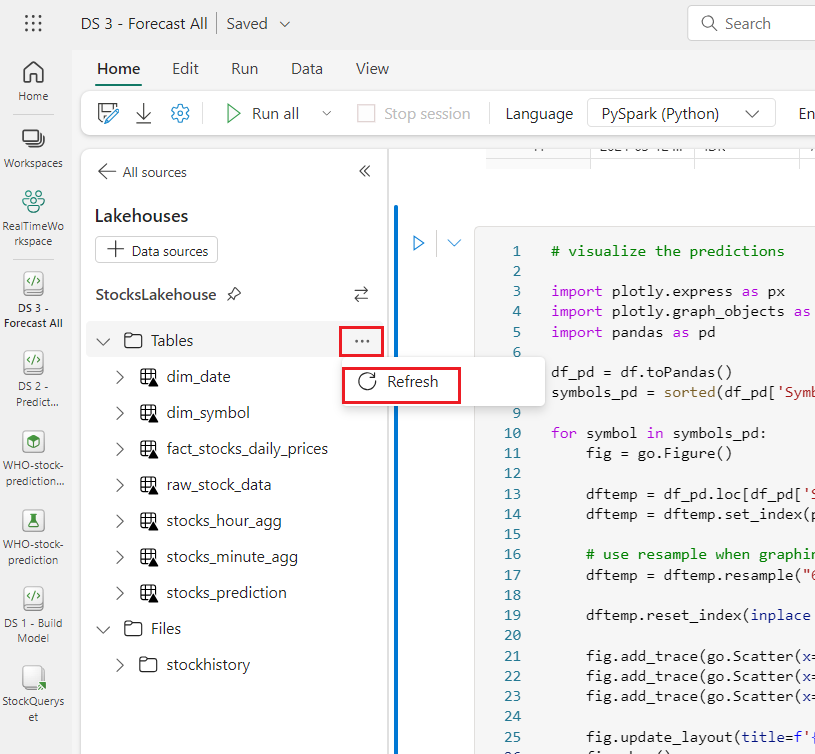 DS 3 - Forecast All
Saved
Search
Home
Edit
Run
Data
View
Run all
Stop session
Language
PySpark (Python)
En
Home
Workspaces
RealTimeWo
rkspace
DS 3 -
Forecast All
DS 2 -
Predict...
WHO-stock-
prediction...
WHO-stock-
prediction
DS 1 - Build
Model
StockQuerys
et
All sources
Lakehouses
Data sources
StocksLakehouse
Tables
...
Refresh
dim_date
dim_symbol
fact_stocks_daily_prices
raw_stock_data
stocks_hour_agg
stocks_minute_agg
stocks_prediction
Files
stockhistory
1 # visualize the predictions
2
3 import plotly.express as px
4 import plotly.graph_objects as
5 import pandas as pd
6
df_pd = df.toPandas()
symbols_pd = sorted(df_pd['Symb
9
10 for symbol in symbols_pd:
11 fig = go.Figure()
12
13 dftemp = df_pd.loc[df_pd['S
14 dftemp = dftemp.set_index(p
15
16 # use resample when graphin
17 dftemp = dftemp.resample("6
18
19 dftemp.reset_index(inplace
20
21 fig.add_trace(go.Scatter(x=
22 fig.add_trace(go.Scatter(x=
23 fig.add_trace(go.Scatter(x=
24
25 fig.update_layout(title=f'{